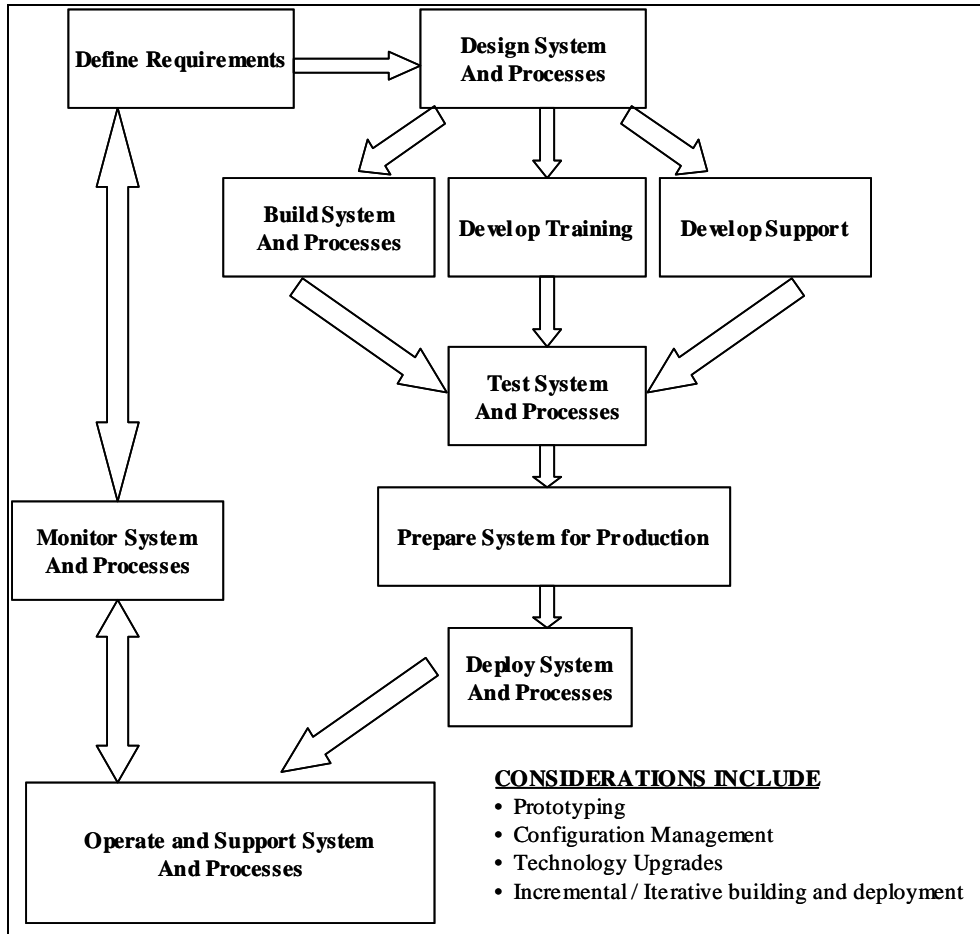 Define Requirements
Design System
And Processes
Build System
And Processes
Develop Training
Develop Support
Test System
And Processes
Monitor System
And Processes
Prepare System for Production
Deploy System
And Processes
Operate and Support System
And Processes
CONSIDERATIONS INCLUDE
• Prototyping
• Configuration Management
• Technology Upgrades
• Incremental / Iterative building and deployment